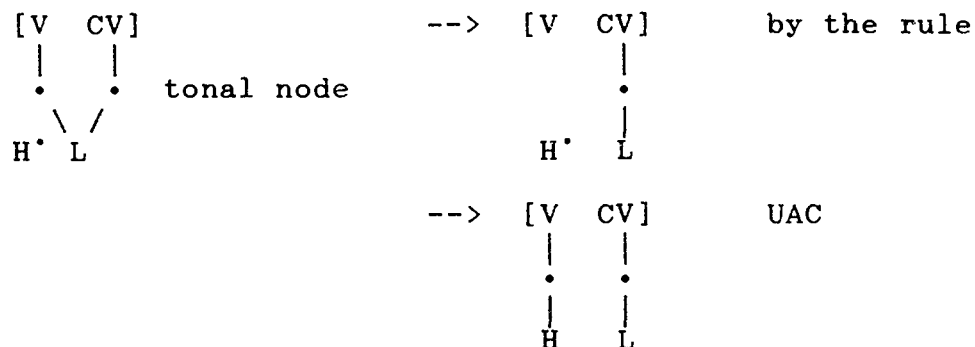 [V CV] --> [V CV] by the rule
• • tonal node •
H• L H• L
--> [V CV] UAC
• •
H L